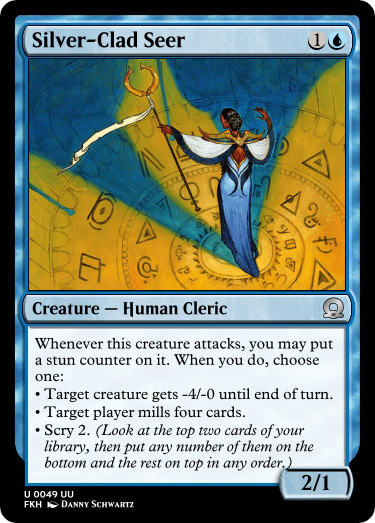 Silver-Clad Seer 1
Creature — Human Cleric
Whenever this creature attacks, you may put
a stun counter on it. When you do, choose
one:
• Target creature gets -4/-0 until end of turn.
• Target player mills four cards.
• Scry 2. (Look at the top two cards of your
library, then put any number of them on the
bottom and the rest on top in any order.)
2/1
U 0049 UU
FKH Danny Schwartz